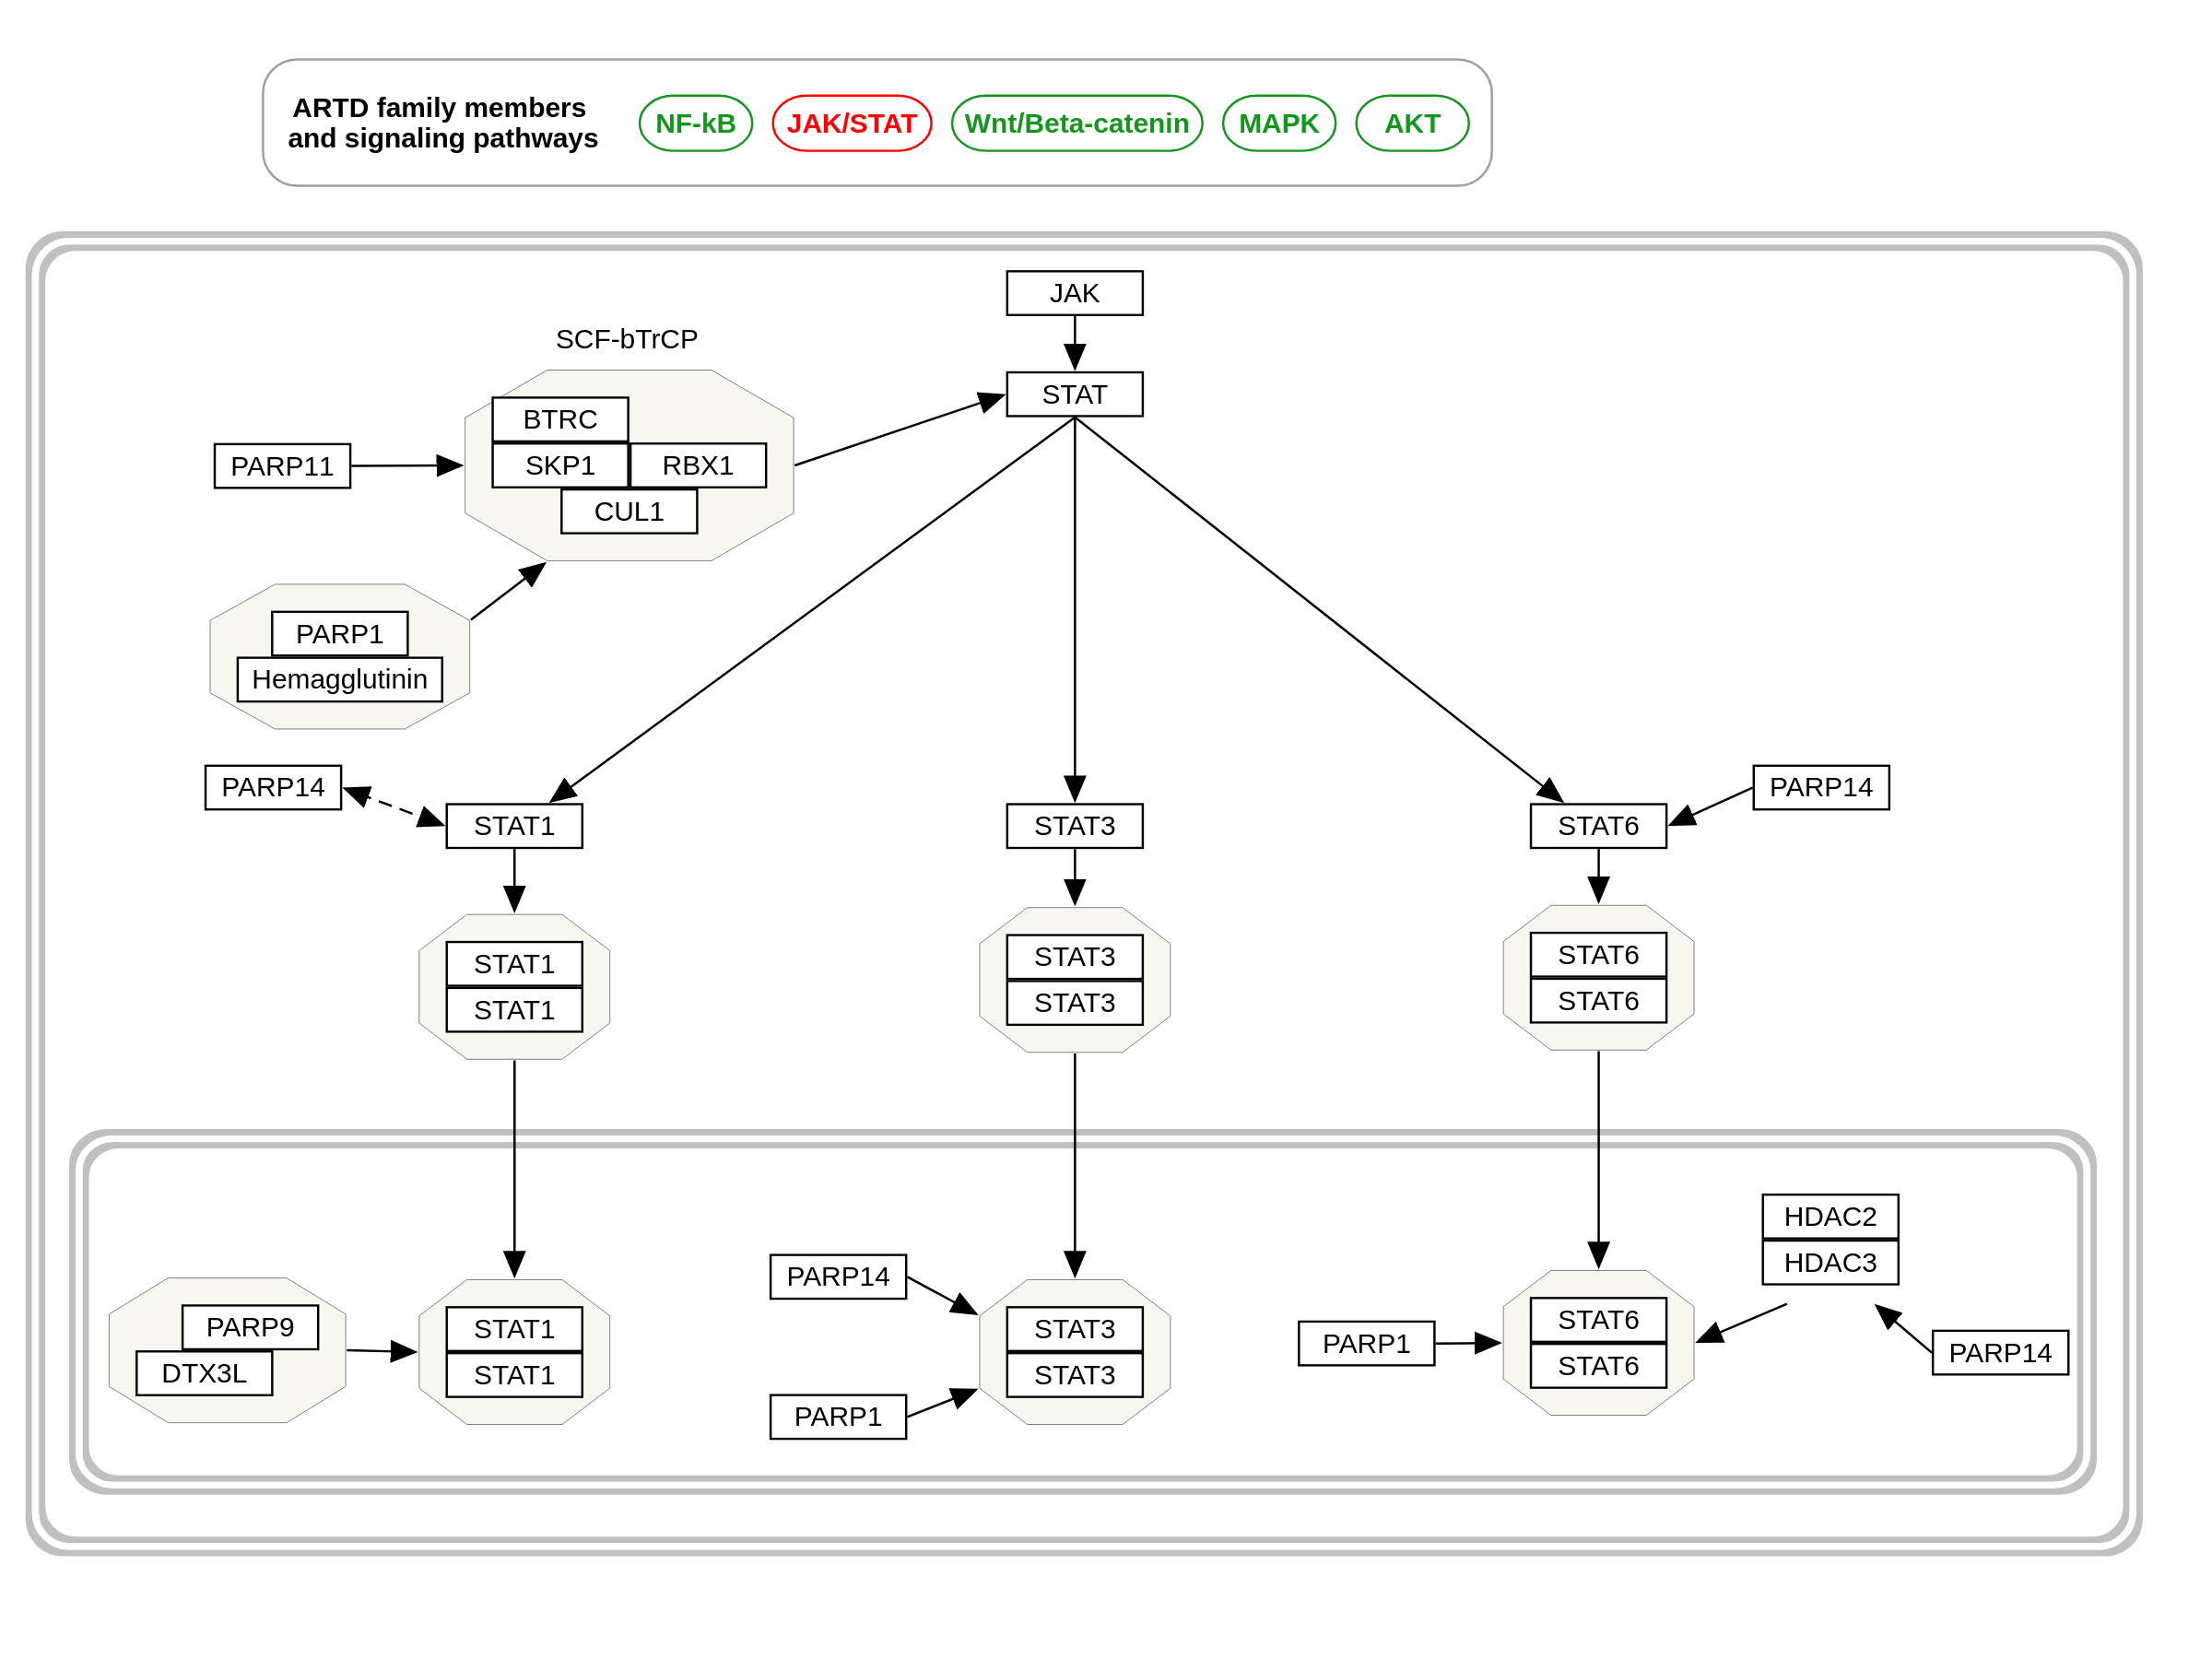 ARTD family members
and signaling pathways
NF-kB
JAK/STAT
Wnt/Beta-catenin
MAPK
AKT
JAK
SCF-bTrCP
STAT
BTRC
PARP11
SKP1
RBX1
CUL1
PARP1
Hemagglutinin
PARP14
PARP14
STAT1
STAT3
STAT6
STAT1
STAT1
STAT3
STAT3
STAT6
STAT6
HDAC2
HDAC3
PARP14
PARP9
DTX3L
STAT1
STAT1
STAT3
STAT3
PARP1
PARP1
STAT6
STAT6
PARP14